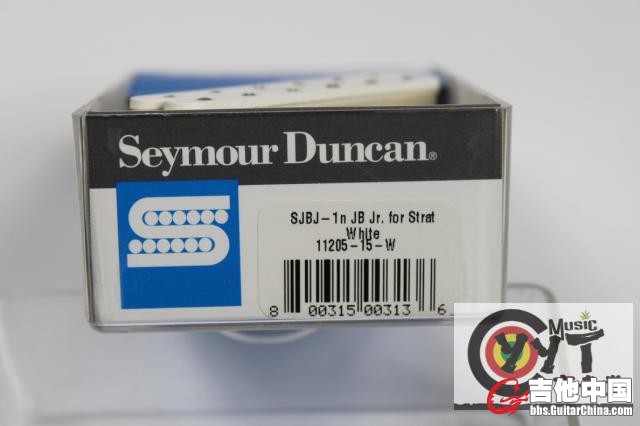 Seymour Duncan®
SJBJ-1n JB Jr. for Strat
White
11205-15-W
8 00315 00313 6
Music
CYYT
吉他中国
bbs.GuitarChina.com